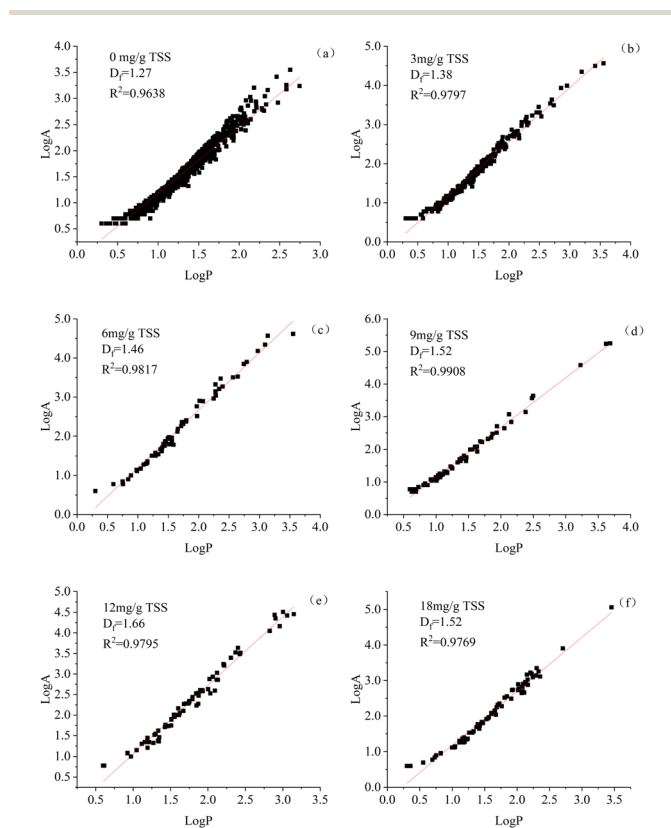 (a)
0 mg/g TSS
Df=1.27
R2=0.9638
4.0
3.5
3.0
2.5
2.0
1.5
1.0
0.5
LogA
0.0 0.5 1.0 1.5 2.0 2.5 3.0
LogP
(b)
3mg/g TSS
Df=1.38
R2=0.9797
5.0
4.0
3.0
2.0
1.0
0.0
LogA
0.0 0.5 1.0 1.5 2.0 2.5 3.0 3.5 4.0
LogP
(c)
6mg/g TSS
Df=1.46
R2=0.9817
5.0
4.0
3.0
2.0
1.0
0.0
LogA
0.0 0.5 1.0 1.5 2.0 2.5 3.0 3.5 4.0
LogP
(d)
9mg/g TSS
Df=1.52
R2=0.9908
6.0
5.0
4.0
3.0
2.0
1.0
0.0
LogA
0.0 0.5 1.0 1.5 2.0 2.5 3.0 3.5 4.0
LogP
(e)
12mg/g TSS
Df=1.66
R2=0.9795
5.0
4.5
4.0
3.5
3.0
2.5
2.0
1.5
1.0
0.5
LogA
0.5 1.0 1.5 2.0 2.5 3.0 3.5
LogP
(f)
18mg/g TSS
Df=1.52
R2=0.9769
5.0
4.0
3.0
2.0
1.0
0.0
LogA
0.0 0.5 1.0 1.5 2.0 2.5 3.0 3.5 4.0
LogP